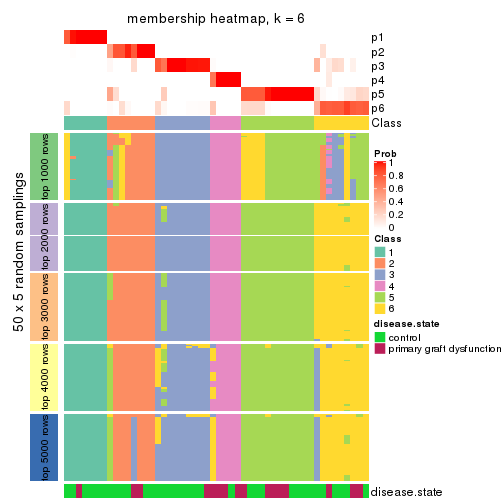 membership heatmap, k = 6
p1
p2
p3
p4
p5
p6
Class
50 x 5 random samplings
top 1000 rows
top 2000 rows
top 3000 rows
top 4000 rows
top 5000 rows
disease.state
Prob
1
0.8
0.6
0.4
0.2
0
Class
1
2
3
4
5
6
disease.state
control
primary graft dysfunction